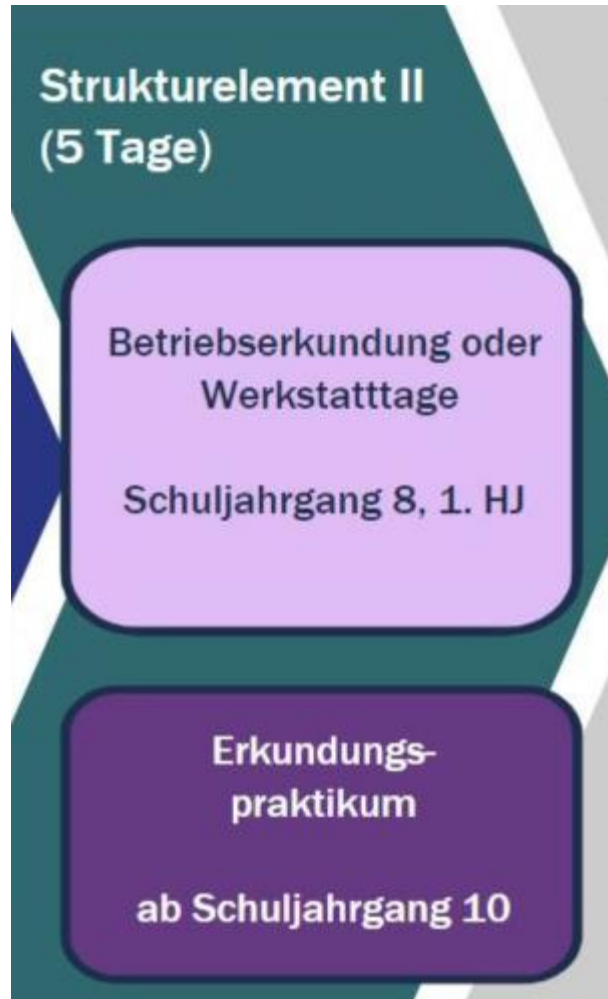 Strukturelement II
(5 Tage)
Betriebserkundung oder
Werkstatttage
Schuljahrgang 8, 1. HJ
Erkundungs-
praktikum
ab Schuljahrgang 10